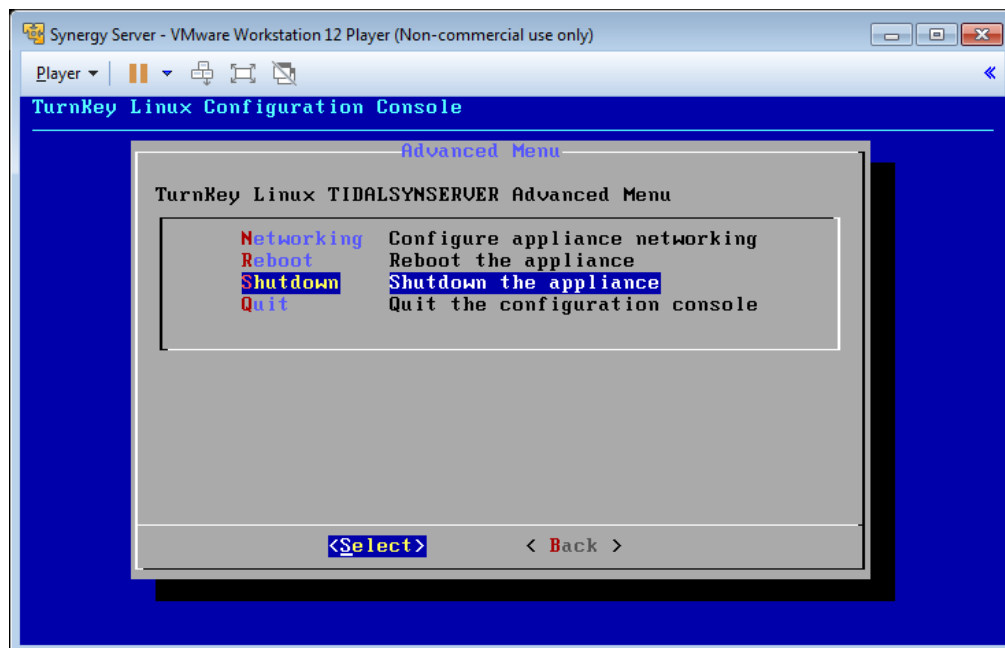 Synergy Server - VMware Workstation 12 Player (Non-commercial use only)
Player
TurnKey Linux Configuration Console
Advanced Menu
TurnKey Linux TIDALSYNSERVER Advanced Menu
Networking Configure appliance networking
Reboot Reboot the appliance
Shutdown Shutdown the appliance
Quit Quit the configuration console
<Select> < Back >